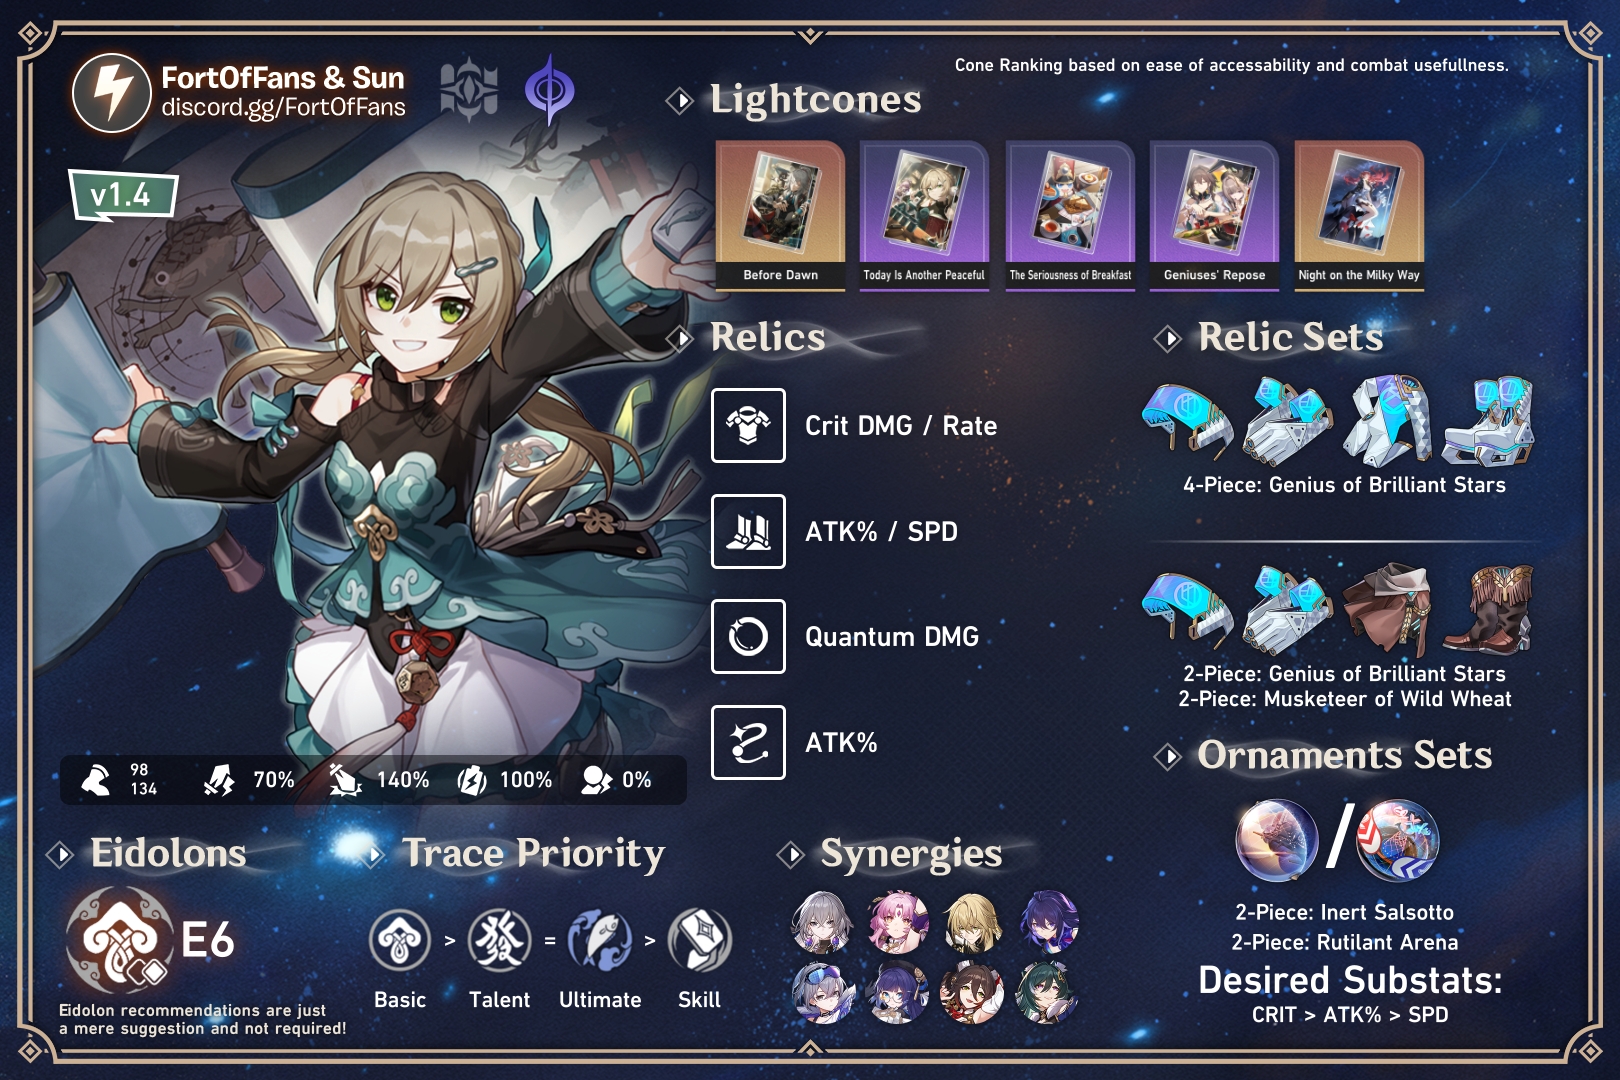 FortOfFans & Sun
discord.gg/FortOfFans
v1.4
Cone Ranking based on ease of accessability and combat usefullness.
Lightcones
Before Dawn
Today Is Another Peaceful
The Seriousness of Breakfast
Geniuses' Repose
Night on the Milky Way
Relics
Crit DMG / Rate
ATK% / SPD
Quantum DMG
ATK%
Relic Sets
4-Piece: Genius of Brilliant Stars
2-Piece: Genius of Brilliant Stars
2-Piece: Musketeer of Wild Wheat
Ornaments Sets
/
2-Piece: Inert Salsotto
2-Piece: Rutilant Arena
Desired Substats:
CRIT > ATK% > SPD
98
134
70%
140%
100%
0%
Eidolons
E6
Eidolon recommendations are just
a mere suggestion and not required!
Trace Priority
> 發 = >
Basic Talent Ultimate Skill
Synergies